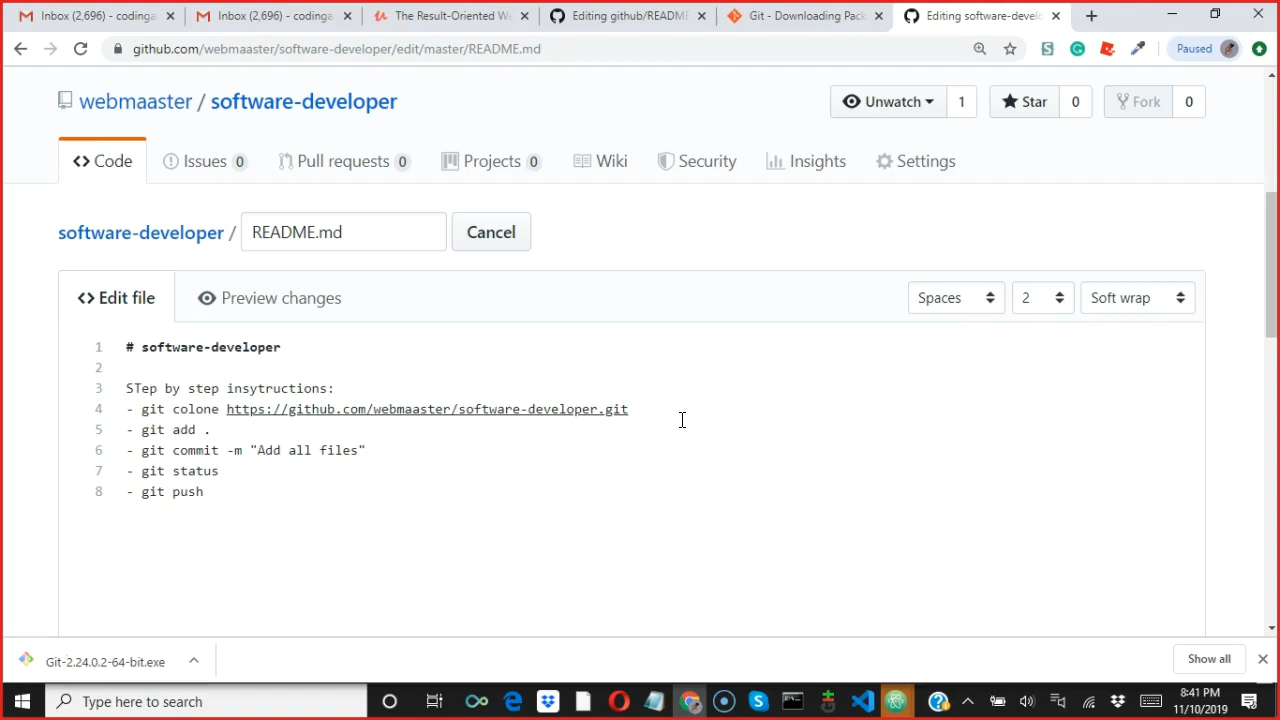 Inbox (2,696) - codinga
Inbox (2,696) - codinga
The Result-Oriented W
Editing github/README
Git - Downloading Pack
Editing software-develo
github.com/webmaaster/software-developer/edit/master/README.md
Paused
webmaaster / software-developer
Unwatch 1
Star 0
Fork 0
Code
Issues 0
Pull requests 0
Projects 0
Wiki
Security
Insights
Settings
software-developer / README.md Cancel
Edit file
Preview changes
Spaces
2
Soft wrap
1 # software-developer
2
3 STep by step insytructions:
4 - git colone https://github.com/webmaaster/software-developer.git
5 - git add .
6 - git commit -m "Add all files"
7 - git status
8 - git push
Git-2.24.0.2-64-bit.exe
Show all
Type here to search
8:41 PM
11/10/2019